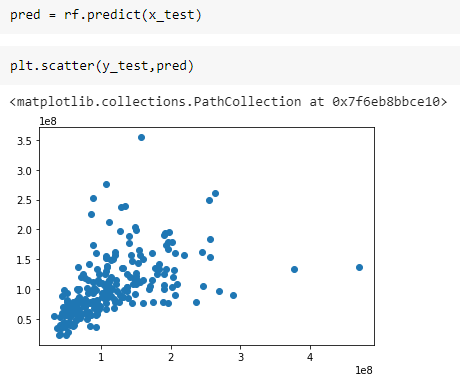 pred = rf.predict(x_test)
plt.scatter(y_test,pred)
<matplotlib.collections.PathCollection at 0x7f6eb8bbce10>
1e8
3.5
3.0
2.5
2.0
1.5
1.0
0.5
1 2 3 4
1e8